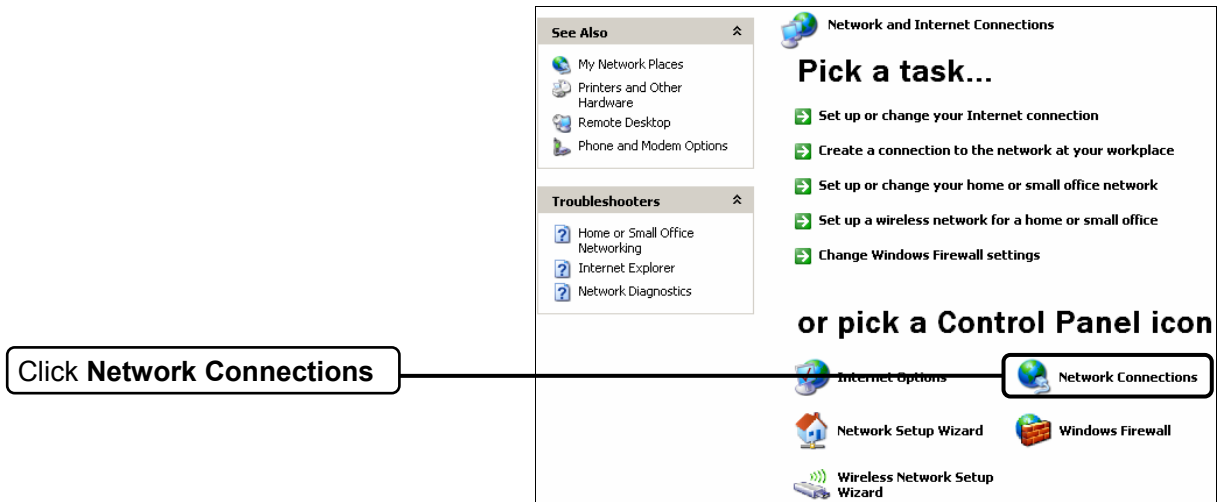 See Also
My Network Places
Printers and Other
Hardware
Remote Desktop
Phone and Modem Options
Troubleshooters
Home or Small Office
Networking
Internet Explorer
Network Diagnostics
Network and Internet Connections
Pick a task...
Set up or change your Internet connection
Create a connection to the network at your workplace
Set up or change your home or small office network
Set up a wireless network for a home or small office
Change Windows Firewall settings
or pick a Control Panel icon
Click Network Connections
Internet Options
Network Connections
Network Setup Wizard
Windows Firewall
Wireless Network Setup
Wizard